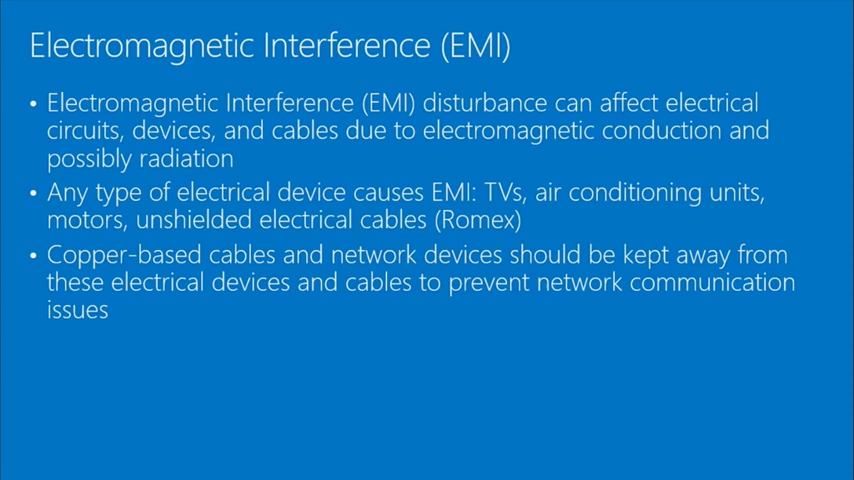 Electromagnetic Interference (EMI)
• Electromagnetic Interference (EMI) disturbance can affect electrical
circuits, devices, and cables due to electromagnetic conduction and
possibly radiation
• Any type of electrical device causes EMI: TVs, air conditioning units,
motors, unshielded electrical cables (Romex)
• Copper-based cables and network devices should be kept away from
these electrical devices and cables to prevent network communication
issues